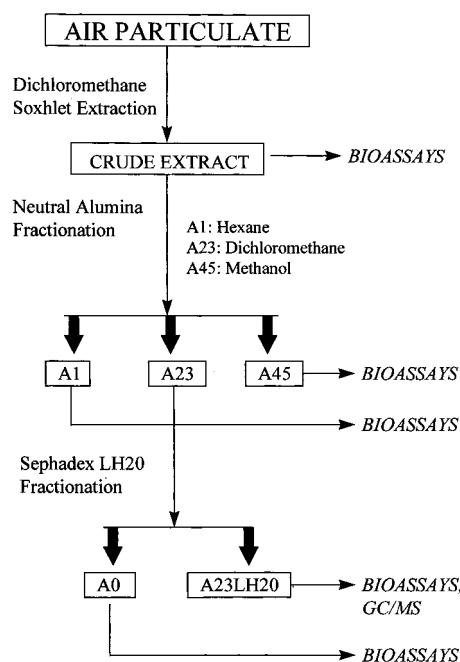 AIR PARTICULATE
Dichloromethane
Soxhlet Extraction
CRUDE EXTRACT
BIOASSAYS
Neutral Alumina
Fractionation
A1: Hexane
A23: Dichloromethane
A45: Methanol
A1
A23
A45
BIOASSAYS
BIOASSAYS
Sephadex LH20
Fractionation
A0
A23LH20
BIOASSAYS,
GC/MS
BIOASSAYS